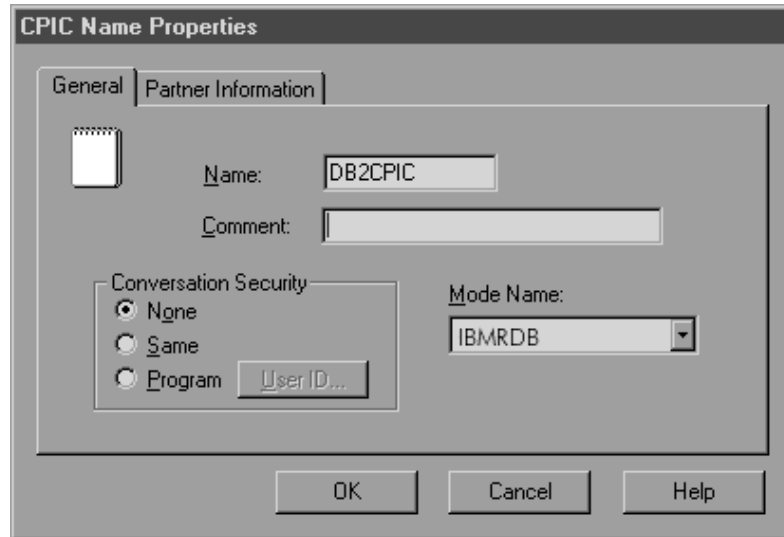 CPIC Name Properties
General Partner Information
Name: DB2CPIC
Comment:
Conversation Security
None
Same
Program User ID...
Mode Name:
IBMRDB
OK Cancel Help